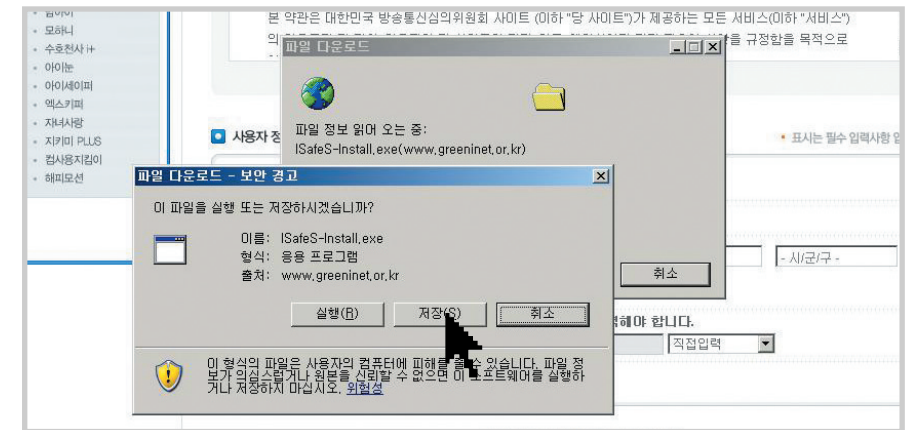 모하니
수호천사 i+
아이눈
아이세이퍼
엑스키퍼
자녀사랑
지키미 PLUS
컴사용지킴이
해피모션
본 약관은 대한민국 방송통신심의위원회 사이트 (이하 "당 사이트")가 제공하는 모든 서비스(이하 "서비스")
을 규정함을 목적으로
파일 다운로드
파일 정보 읽어 오는 중:
ISafeS-Install.exe(www.greeninet.or.kr)
취소
사용자 정
* 표시는 필수 입력사항 입
- 시/군/구 -
해야 합니다.
직접입력
파일 다운로드 - 보안 경고
이 파일을 실행 또는 저장하시겠습니까?
이름: ISafeS-Install.exe
형식: 응용 프로그램
출처: www.greeninet.or.kr
실행(R) 저장(S) 취소
이 형식의 파일은 사용자의 컴퓨터에 피해를 줄 수 있습니다. 파일 정
보가 의심스럽거나 원본을 신뢰할 수 없으면 이 소프트웨어를 실행하
거나 저장하지 마십시오. 위험성